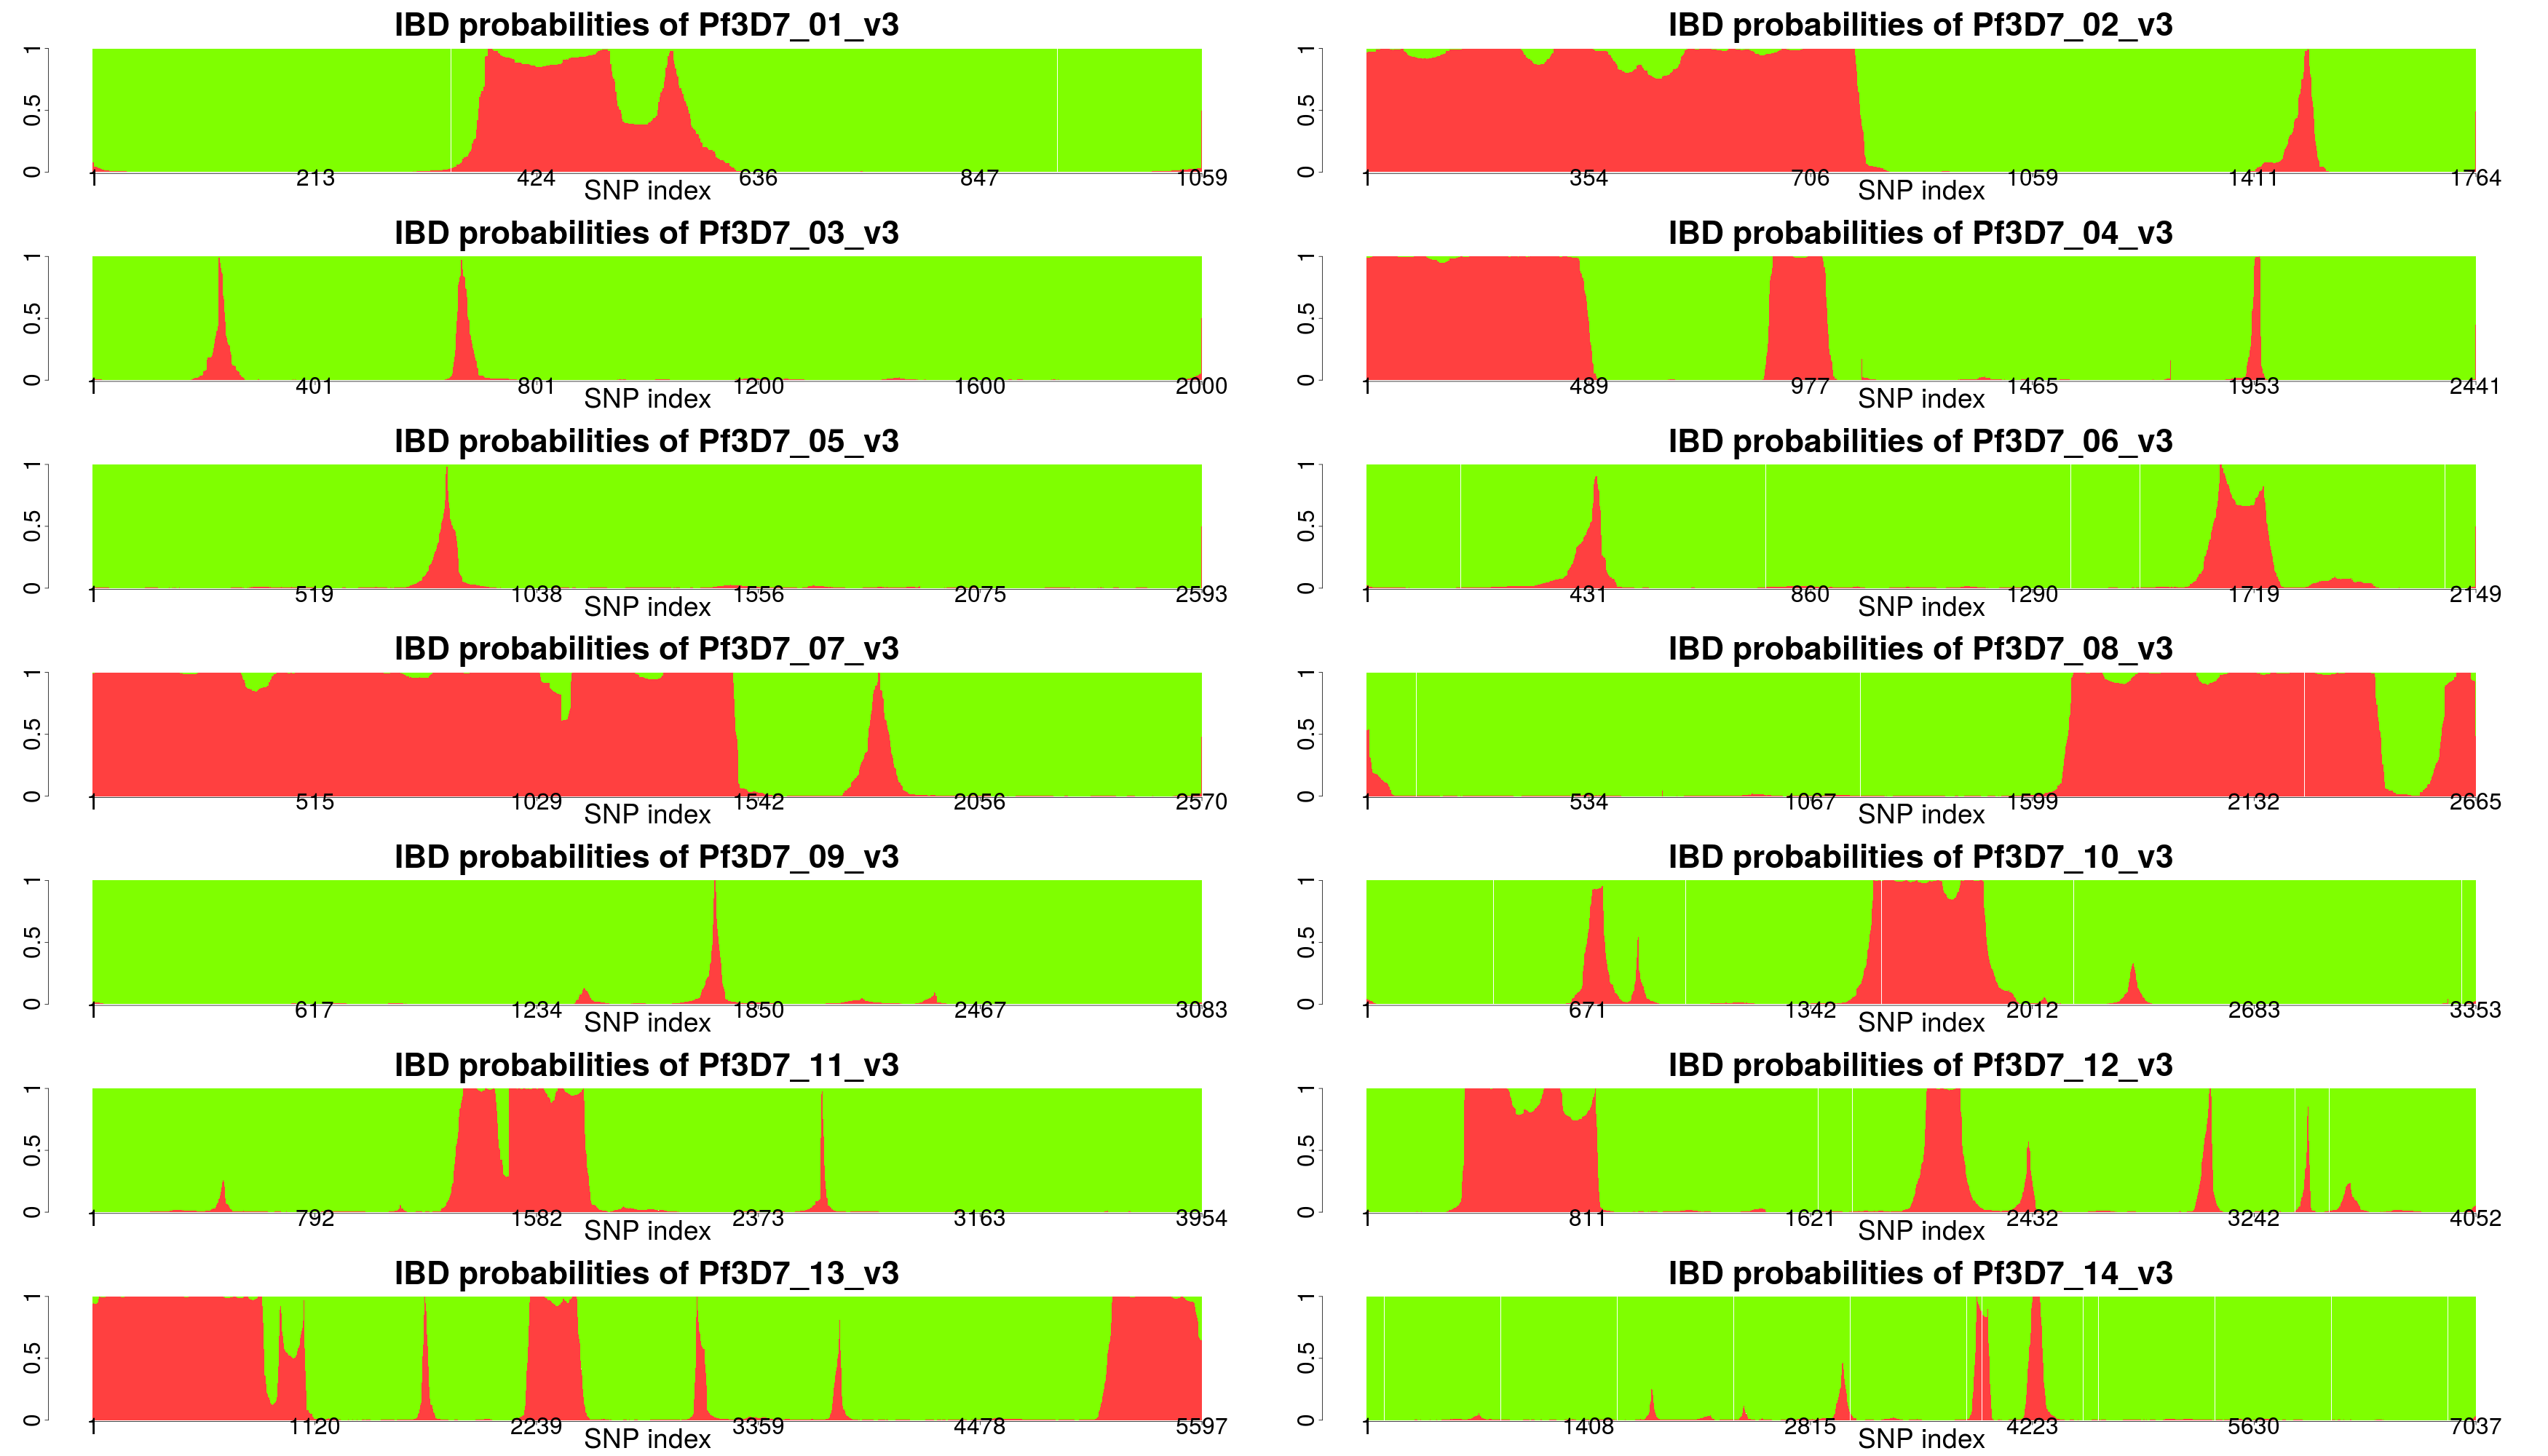 IBD probabilities of Pf3D7_01_v3
0 0.5 1
1 213 424 636 847 1059
SNP index
IBD probabilities of Pf3D7_02_v3
0 0.5 1
1 354 706 1059 1411 1764
SNP index
IBD probabilities of Pf3D7_03_v3
0 0.5 1
1 401 801 1200 1600 2000
SNP index
IBD probabilities of Pf3D7_04_v3
0 0.5 1
1 489 977 1465 1953 2441
SNP index
IBD probabilities of Pf3D7_05_v3
0 0.5 1
1 519 1038 1556 2075 2593
SNP index
IBD probabilities of Pf3D7_06_v3
0 0.5 1
1 431 860 1290 1719 2149
SNP index
IBD probabilities of Pf3D7_07_v3
0 0.5 1
1 515 1029 1542 2056 2570
SNP index
IBD probabilities of Pf3D7_08_v3
0 0.5 1
1 534 1067 1599 2132 2665
SNP index
IBD probabilities of Pf3D7_09_v3
0 0.5 1
1 617 1234 1850 2467 3083
SNP index
IBD probabilities of Pf3D7_10_v3
0 0.5 1
1 671 1342 2012 2683 3353
SNP index
IBD probabilities of Pf3D7_11_v3
0 0.5 1
1 792 1582 2373 3163 3954
SNP index
IBD probabilities of Pf3D7_12_v3
0 0.5 1
1 811 1621 2432 3242 4052
SNP index
IBD probabilities of Pf3D7_13_v3
0 0.5 1
1 1120 2239 3359 4478 5597
SNP index
IBD probabilities of Pf3D7_14_v3
0 0.5 1
1 1408 2815 4223 5630 7037
SNP index